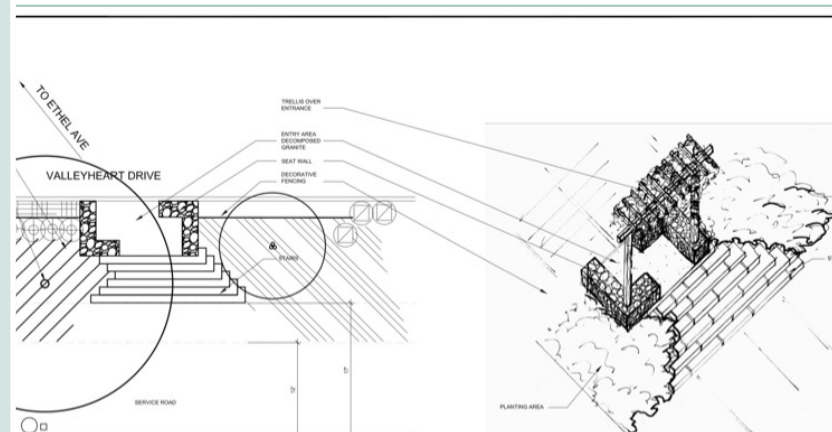 TO ETHEL AVE
VALLEYHEART DRIVE
TRELLIS OVER
ENTRANCE
ENTRY AREA
DECOMPOSED
GRANITE
SEAT WALL
DECORATIVE
FENCING
STAIRS
SERVICE ROAD
PLANTING AREA